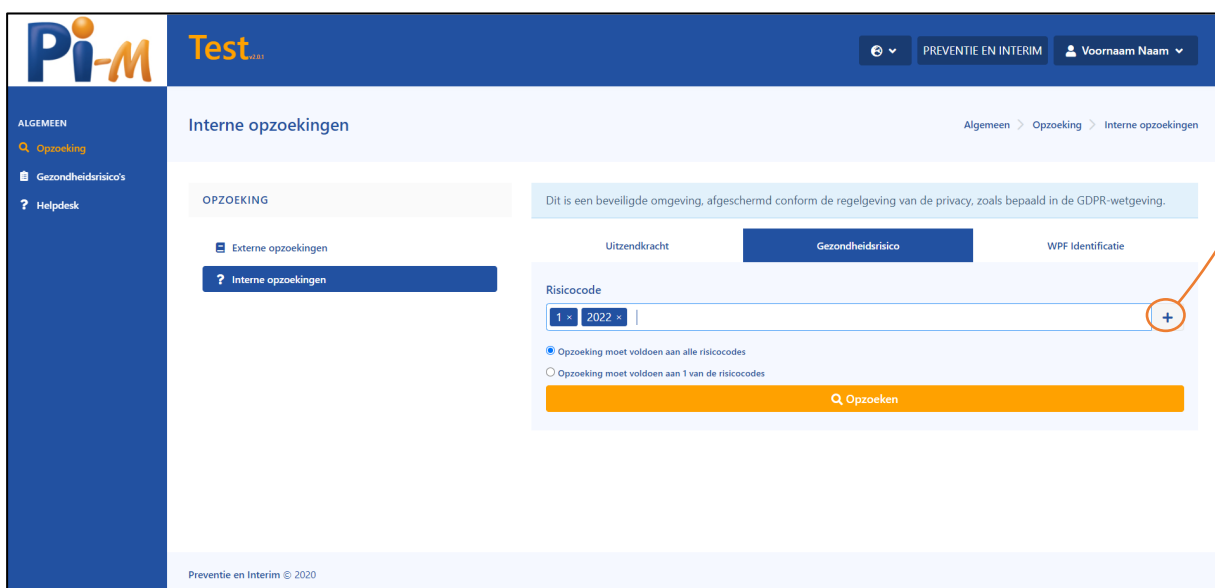 Pi-M
Test v2.0.1
PREVENTIE EN INTERIM
Voornaam Naam
ALGEMEEN
Opzoeking
Gezondheidsrisico's
? Helpdesk
Interne opzoekingen
Algemeen > Opzoeking > Interne opzoekingen
OPZOEKING
Externe opzoekingen
? Interne opzoekingen
Dit is een beveiligde omgeving, afgeschermd conform de regelgeving van de privacy, zoals bepaald in de GDPR-wetgeving.
Uitzendkracht
Gezondheidsrisico
WPF Identificatie
Risicocode
1 × 2022 ×
+
Opzoeking moet voldoen aan alle risicocodes
Opzoeking moet voldoen aan 1 van de risicocodes
Opzoeken
Preventie en Interim © 2020